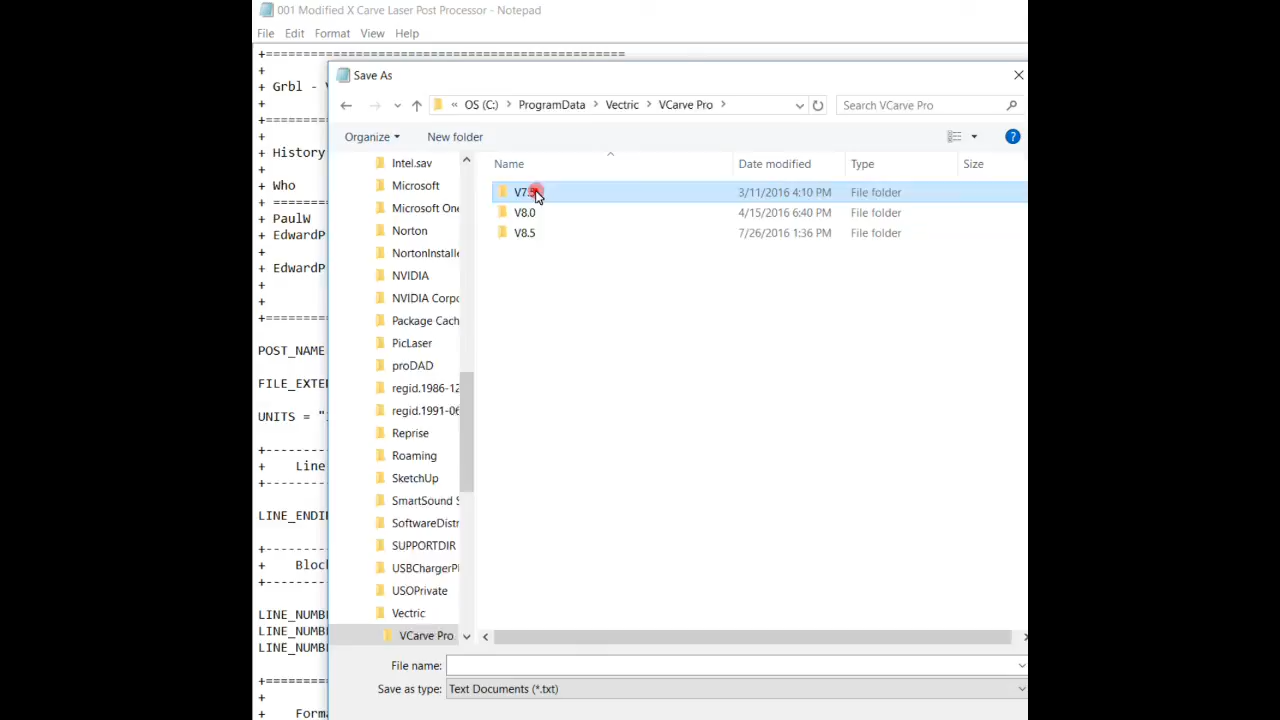 001 Modified X Carve Laser Post Processor - Notepad
File Edit Format View Help
+================================================
+
+ Grbl -
+
+=========
+
+ History
+
+ Who
+ =======
+ PaulW
+ EdwardP
+
+ EdwardP
+
+
+=========
POST_NAME
FILE_EXTE
UNITS = "
+--------
+ Line
+--------
LINE_ENDIN
+--------
+ Bloc
+--------
LINE_NUMB
LINE_NUMB
LINE_NUMB
+=========
+
+ Form
Save As
« OS (C:) > ProgramData > Vectric > VCarve Pro >
Search VCarve Pro
Organize
New folder
?
Intel.sav
Microsoft
Microsoft One
Norton
NortonInstalle
NVIDIA
NVIDIA Corpo
Package Cach
PicLaser
proDAD
regid.1986-12
regid.1991-06
Reprise
Roaming
SketchUp
SmartSound S
SoftwareDistr
SUPPORTDIR
USBChargerPl
USOPrivate
Vectric
VCarve Pro
Name Date modified Type Size
V7. 3/11/2016 4:10 PM File folder
V8.0 4/15/2016 6:40 PM File folder
V8.5 7/26/2016 1:36 PM File folder
File name:
Save as type: Text Documents (*.txt)